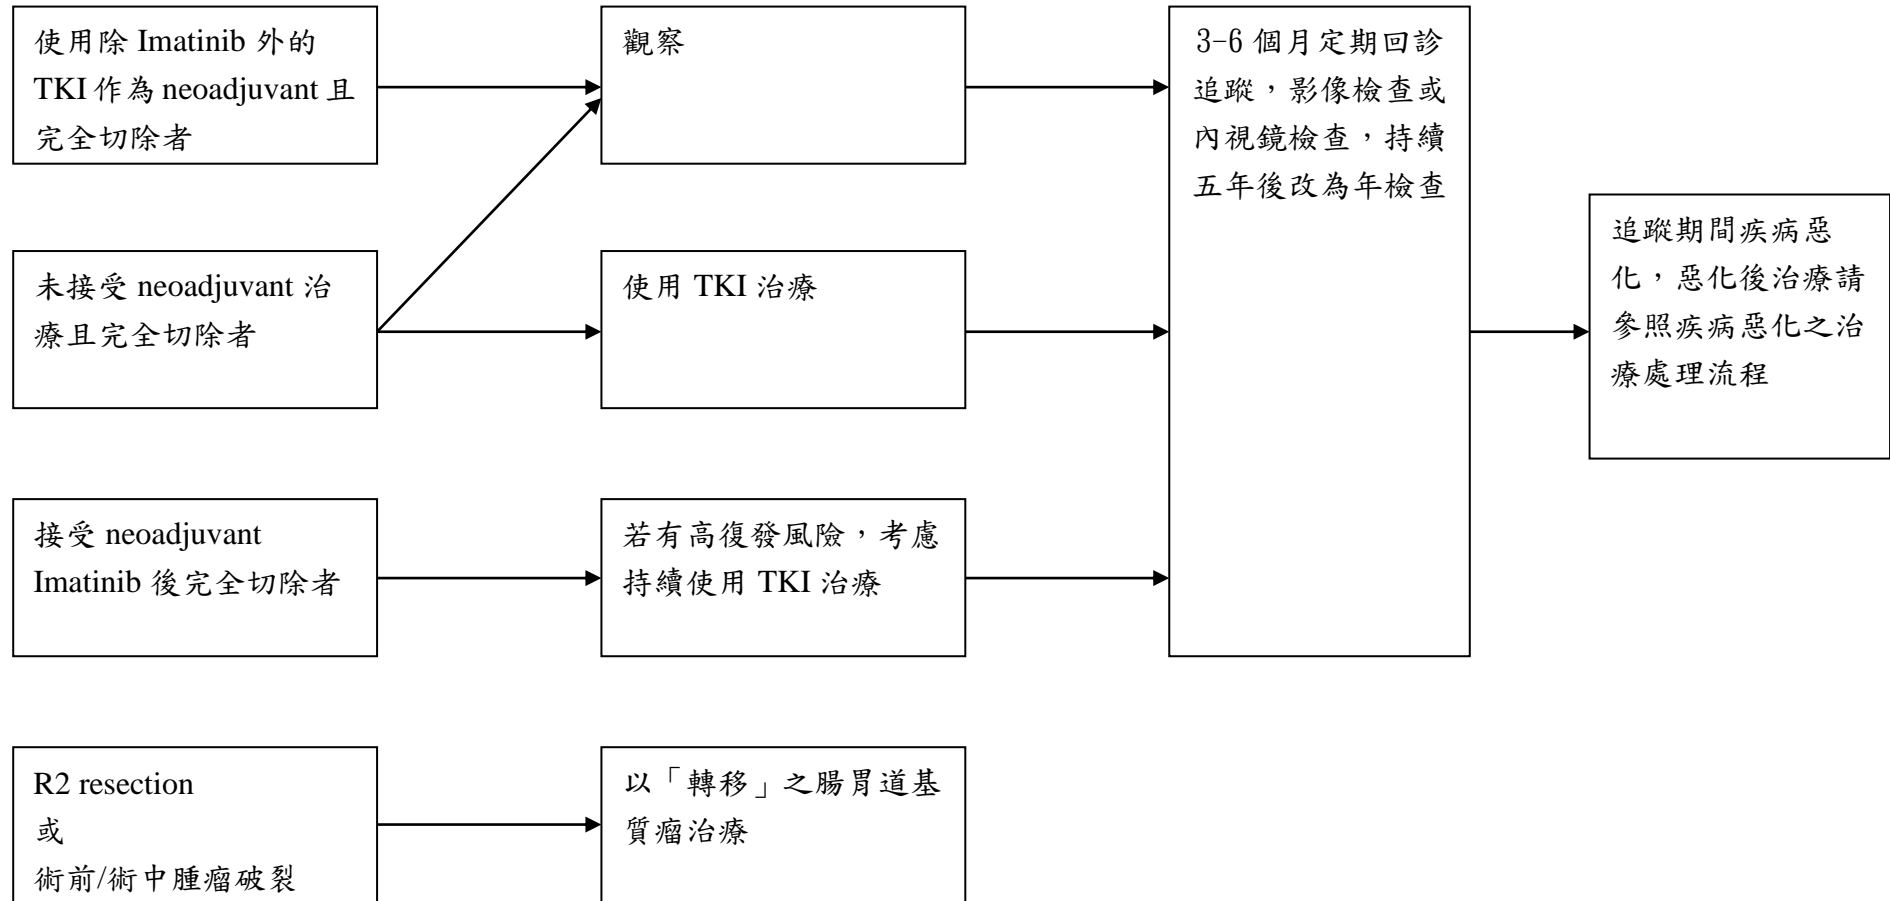 使用除 Imatinib 外的
TKI 作為 neoadjuvant 且
完全切除者
觀察
3-6 個月定期回診
追蹤，影像檢查或
內視鏡檢查，持續
五年後改為年檢查
追蹤期間疾病惡
化，惡化後治療請
參照疾病惡化之治
療處理流程
未接受 neoadjuvant 治
療且完全切除者
使用 TKI 治療
接受 neoadjuvant
Imatinib 後完全切除者
若有高復發風險，考慮
持續使用 TKI 治療
R2 resection
或
術前/術中腫瘤破裂
以「轉移」之腸胃道基
質瘤治療